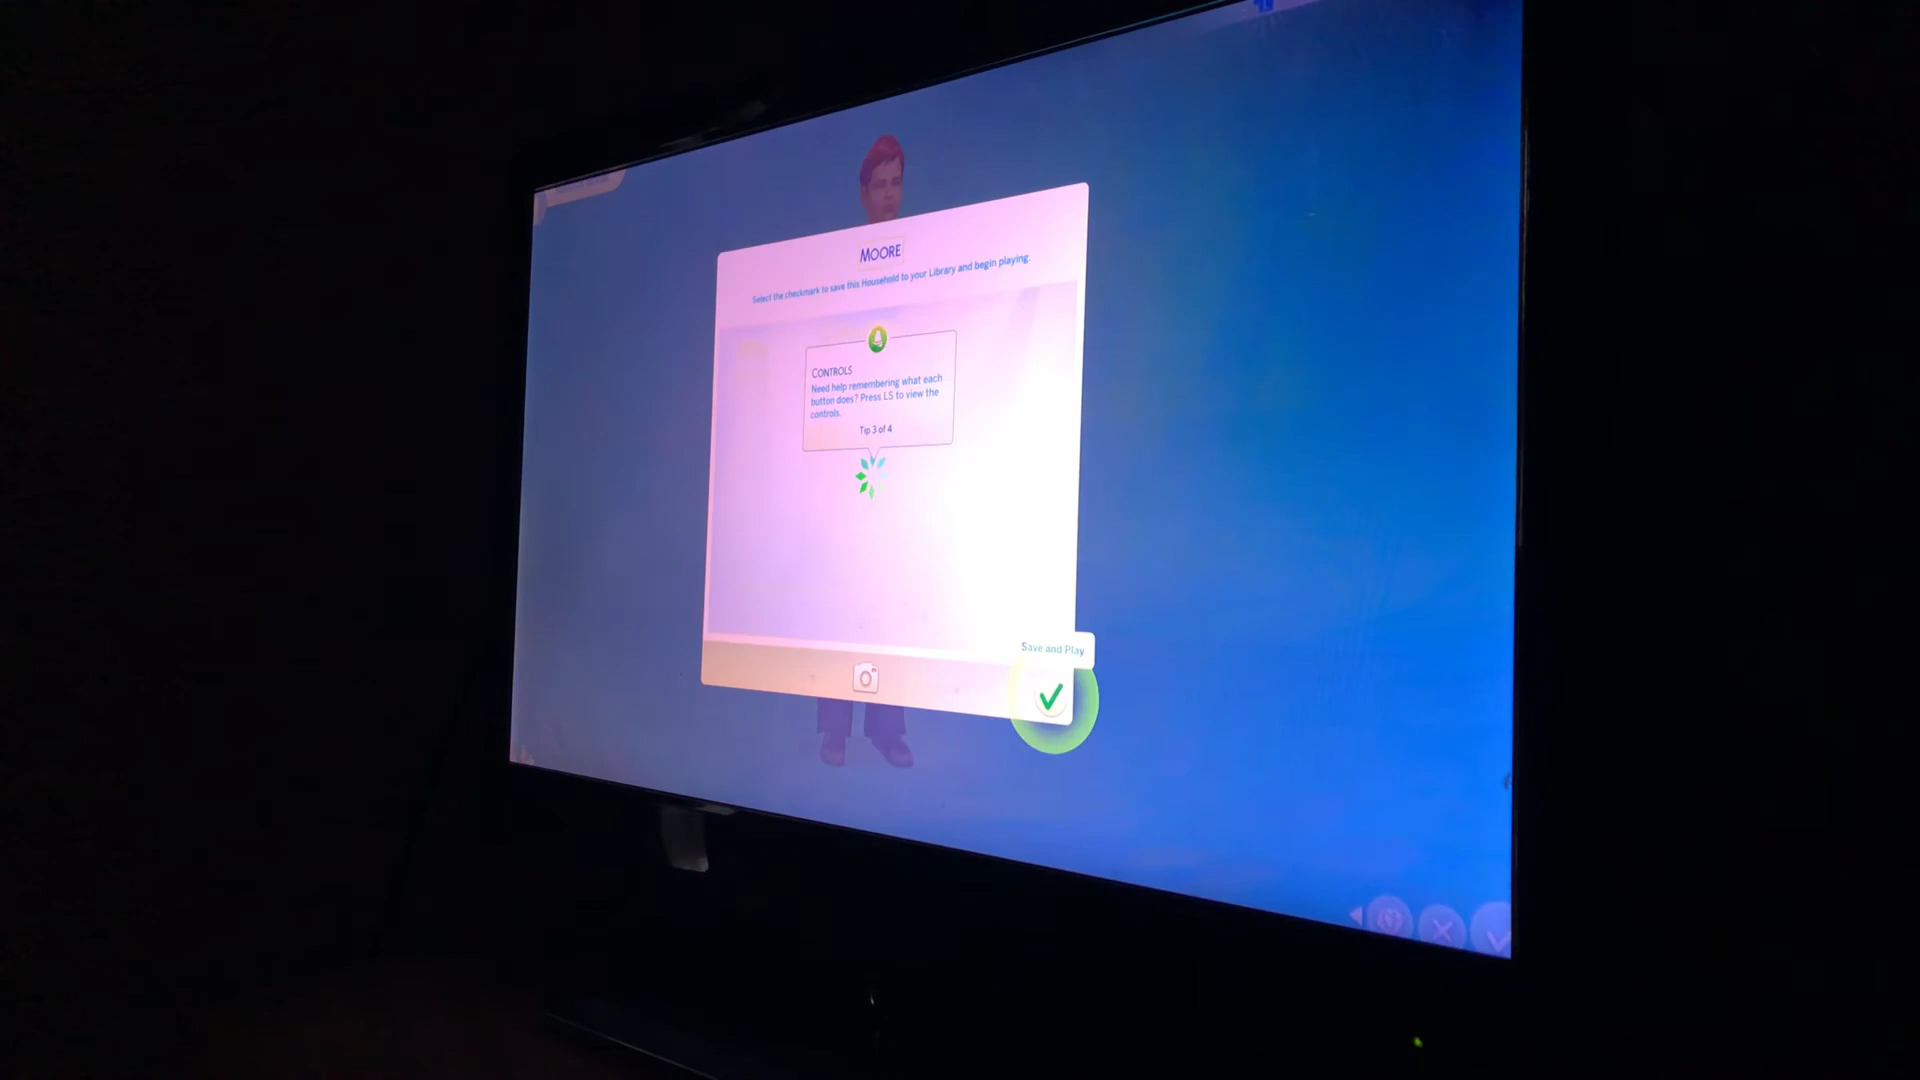 MOORE
Select the checkmark to save this Household to your Library and begin playing.
CONTROLS
Need help remembering what each
button does? Press LS to view the
controls.
Tip 3 of 4
Save and Play